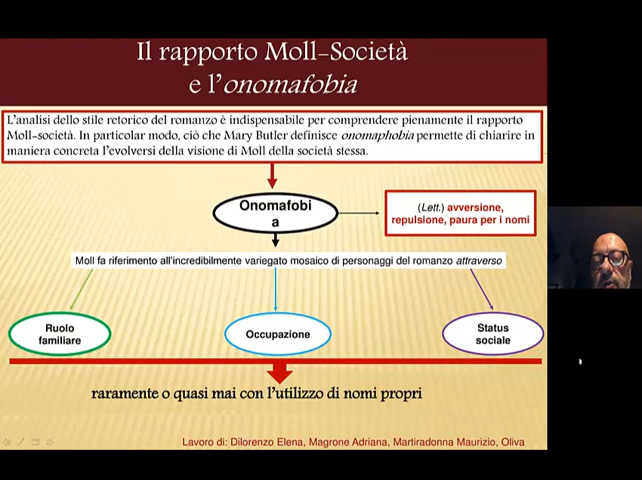 Il rapporto Moll-Società
e l'onomafobia
L'analisi dello stile retorico del romanzo è indispensabile per comprendere pienamente il rapporto
Moll-società. In particolar modo, ciò che Mary Butler definisce onomaphobia permette di chiarire in
maniera concreta l'evolversi della visione di Moll della società stessa.
Onomafobi
a
(Lett.) avversione,
repulsione, paura per i nomi
Moll fa riferimento all'incredibilmente variegato mosaico di personaggi del romanzo attraverso
Ruolo
familiare
Occupazione
Status
sociale
raramente o quasi mai con l'utilizzo di nomi propri
Lavoro di: Dilorenzo Elena, Magrone Adriana, Martiradonna Maurizio, Oliva